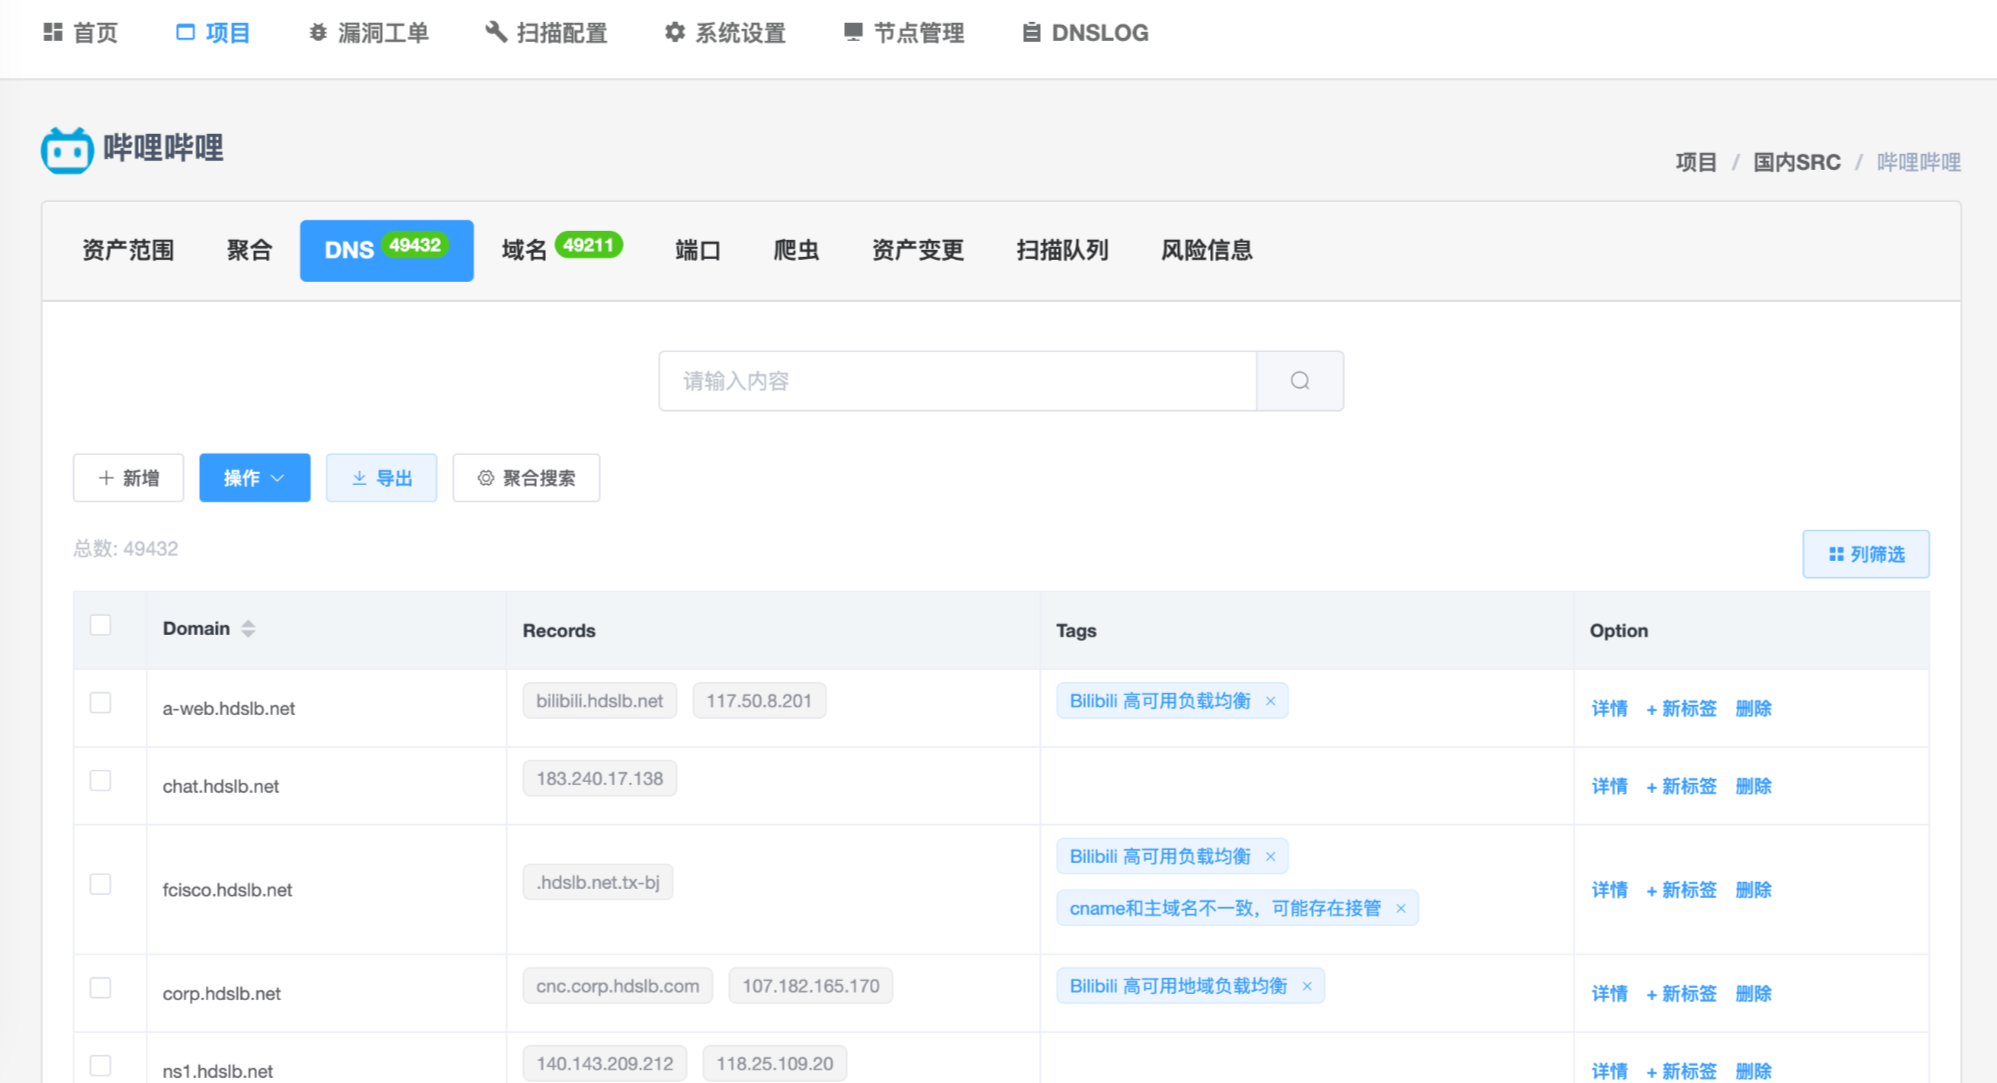 首页 项目 漏洞工单 扫描配置 系统设置 节点管理 DNSLOG
哔哩哔哩
项目 / 国内SRC / 哔哩哔哩
资产范围 聚合 DNS 49432 域名 49211 端口 爬虫 资产变更 扫描队列 风险信息
请输入内容
+ 新增 操作 导出 聚合搜索
总数: 49432
列筛选
Domain Records Tags Option
a-web.hdslb.net bilibili.hdslb.net 117.50.8.201 Bilibili 高可用负载均衡 × 详情 + 新标签 删除
chat.hdslb.net 183.240.17.138 详情 + 新标签 删除
fcisco.hdslb.net .hdslb.net.tx-bj Bilibili 高可用负载均衡 × 详情 + 新标签 删除
cname和主域名不一致，可能存在接管 ×
corp.hdslb.net cnc.corp.hdslb.com 107.182.165.170 Bilibili 高可用地域负载均衡 × 详情 + 新标签 删除
ns1.hdslb.net 140.143.209.212 118.25.109.20 详情 + 新标签 删除